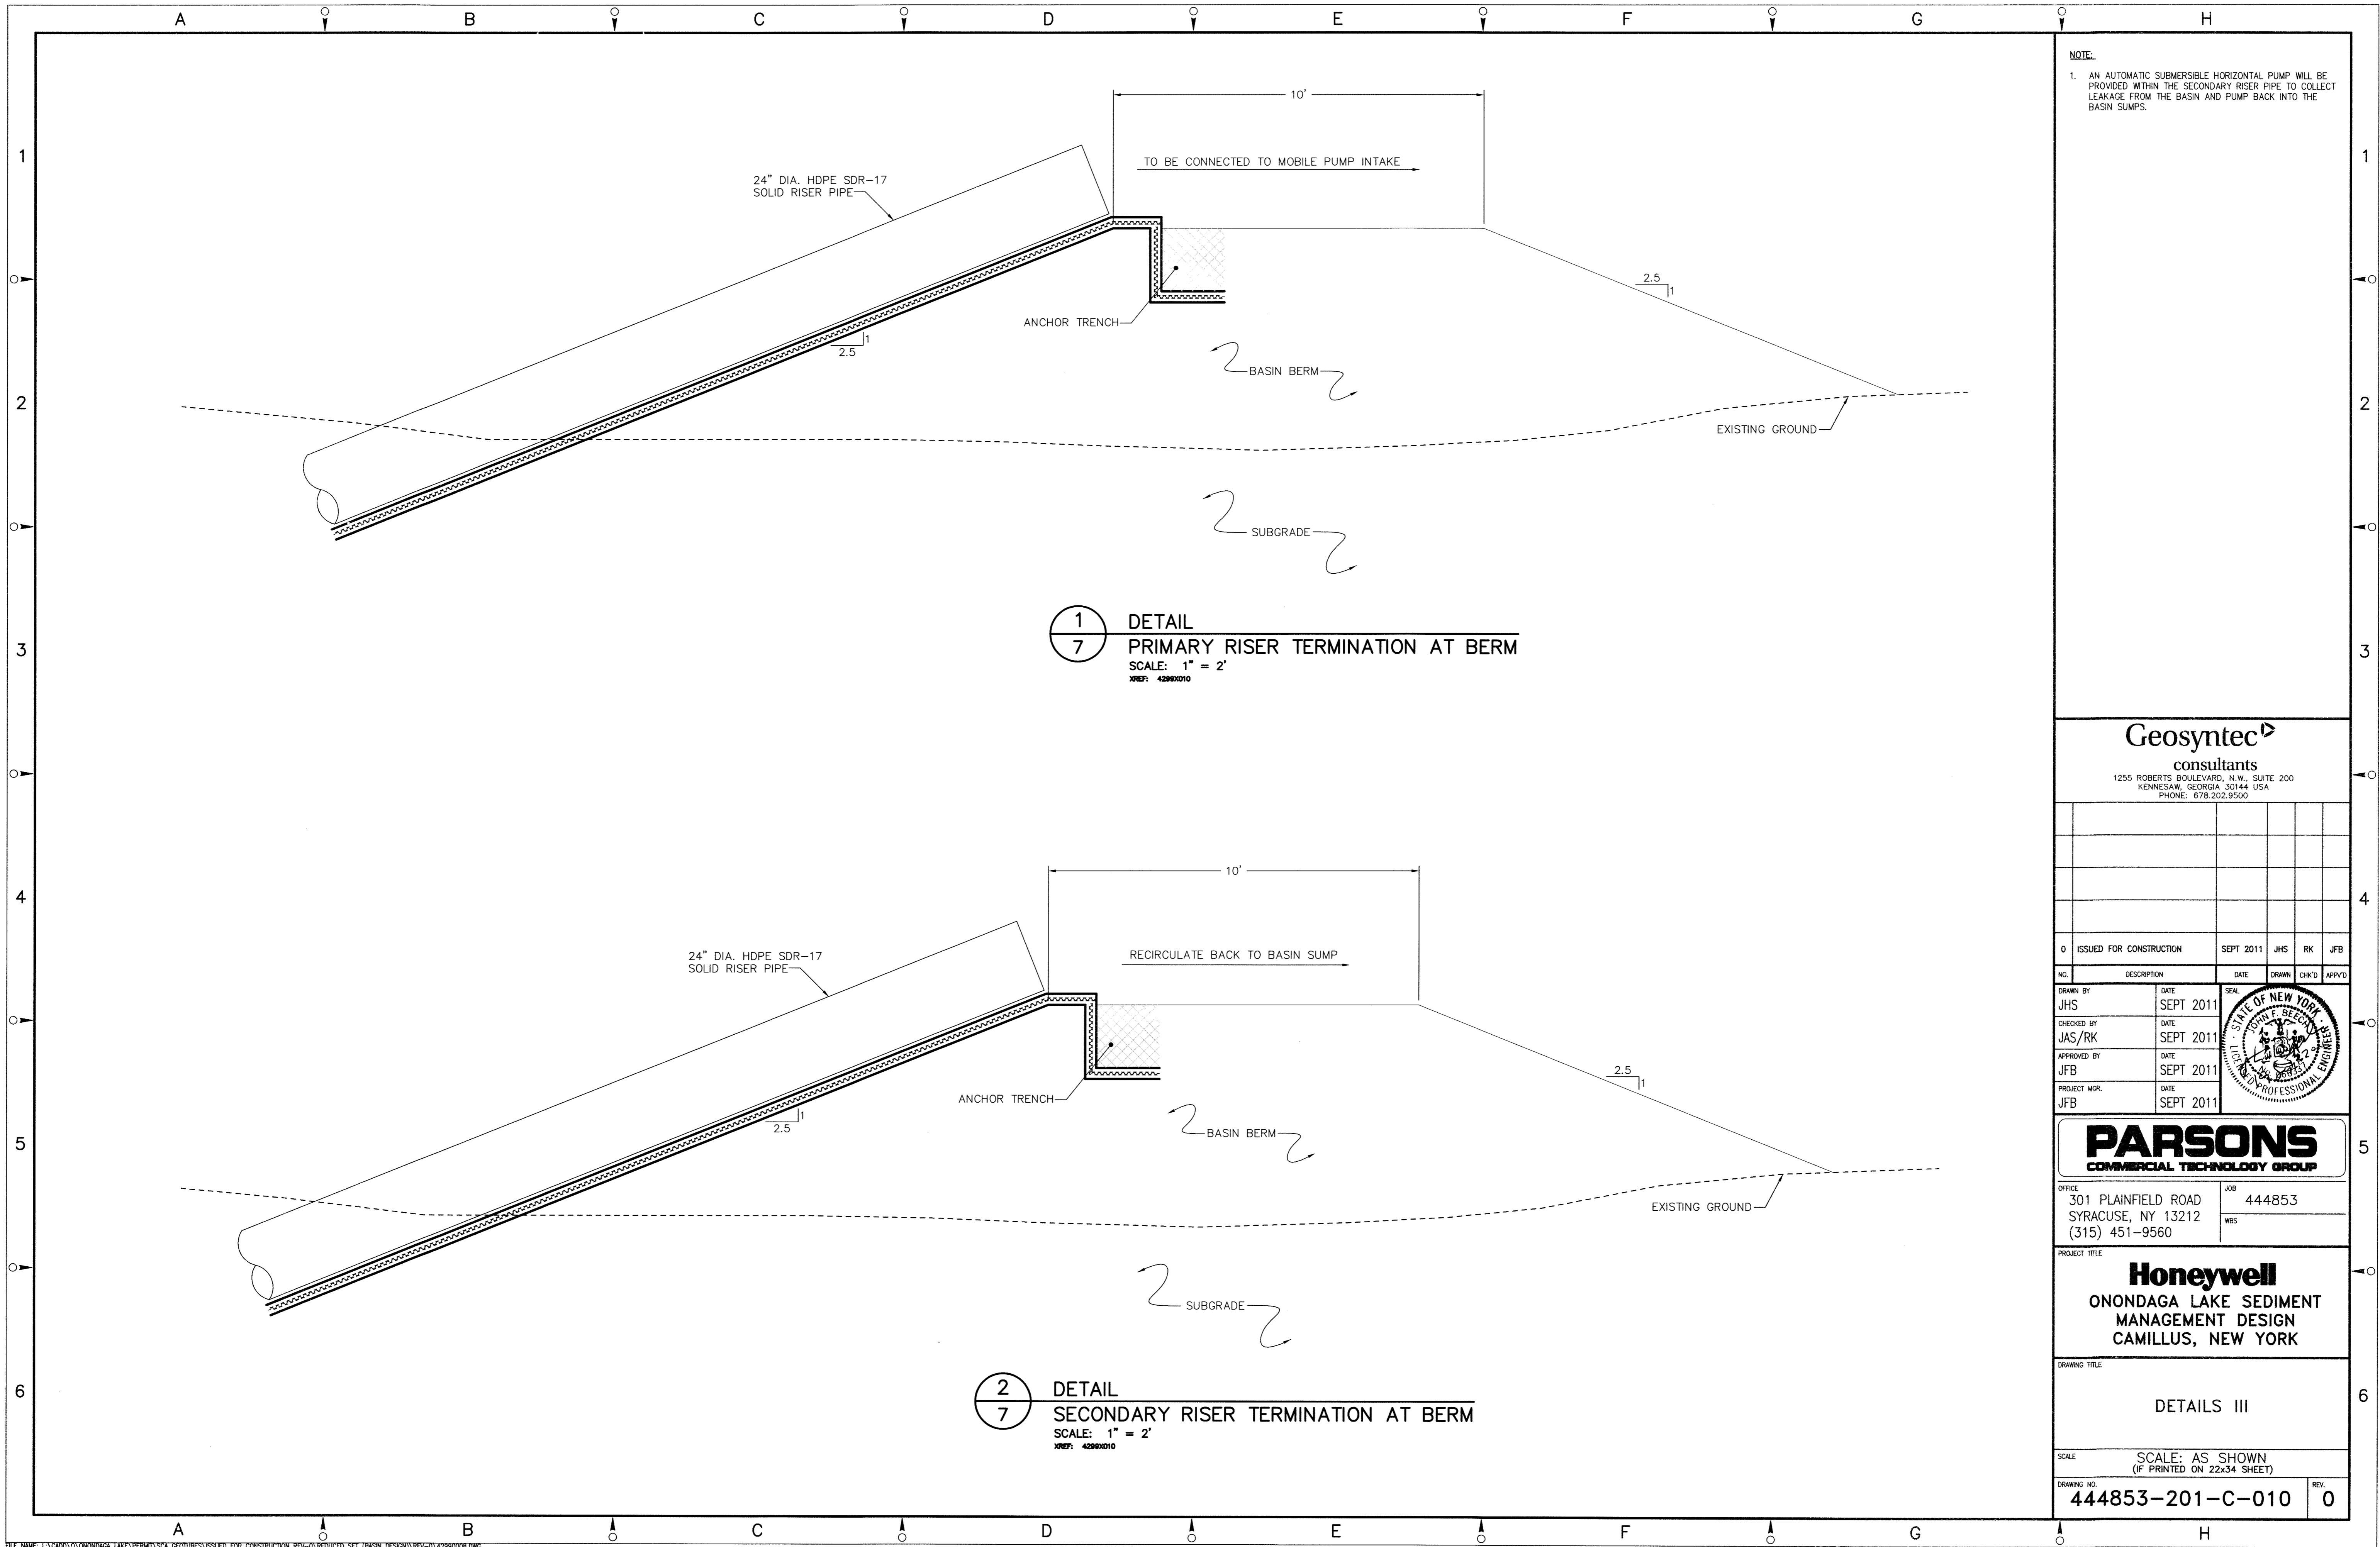 A B C D E F G H
NOTE:
1. AN AUTOMATIC SUBMERSIBLE HORIZONTAL PUMP WILL BE
PROVIDED WITHIN THE SECONDARY RISER PIPE TO COLLECT
LEAKAGE FROM THE BASIN AND PUMP BACK INTO THE
BASIN SUMPS.
10'
1 1
TO BE CONNECTED TO MOBILE PUMP INTAKE
24" DIA. HDPE SDR-17
SOLID RISER PIPE
2.5
1
ANCHOR TRENCH
1
2.5
BASIN BERM
2 2
EXISTING GROUND
SUBGRADE
1
7
DETAIL
PRIMARY RISER TERMINATION AT BERM
SCALE: 1" = 2'
XREF: 4299X010
3 3
Geosyntec
consultants
1255 ROBERTS BOULEVARD, N.W., SUITE 200
KENNESAW, GEORGIA 30144 USA
PHONE: 678.202.9500
10'
4 4
RECIRCULATE BACK TO BASIN SUMP
24" DIA. HDPE SDR-17
SOLID RISER PIPE
2.5
1
ANCHOR TRENCH
1
2.5
BASIN BERM
5 5
EXISTING GROUND
SUBGRADE
2
7
DETAIL
SECONDARY RISER TERMINATION AT BERM
SCALE: 1" = 2'
XREF: 4299X010
6 6
0 ISSUED FOR CONSTRUCTION SEPT 2011 JHS RK JFB
NO. DESCRIPTION DATE DRAWN CHK'D APPV'D
DRAWN BY DATE SEAL
JHS SEPT 2011
CHECKED BY DATE
JAS/RK SEPT 2011
APPROVED BY DATE
JFB SEPT 2011
PROJECT MGR. DATE
JFB SEPT 2011
STATE OF NEW YORK
JOHN F. BEECH
LICENSED PROFESSIONAL ENGINEER
PARSONS
COMMERCIAL TECHNOLOGY GROUP
OFFICE JOB
301 PLAINFIELD ROAD 444853
SYRACUSE, NY 13212 WBS
(315) 451-9560
PROJECT TITLE
Honeywell
ONONDAGA LAKE SEDIMENT
MANAGEMENT DESIGN
CAMILLUS, NEW YORK
DRAWING TITLE
DETAILS III
SCALE
SCALE: AS SHOWN
(IF PRINTED ON 22x34 SHEET)
DRAWING NO. REV.
444853-201-C-010 0
A B C D E F G H